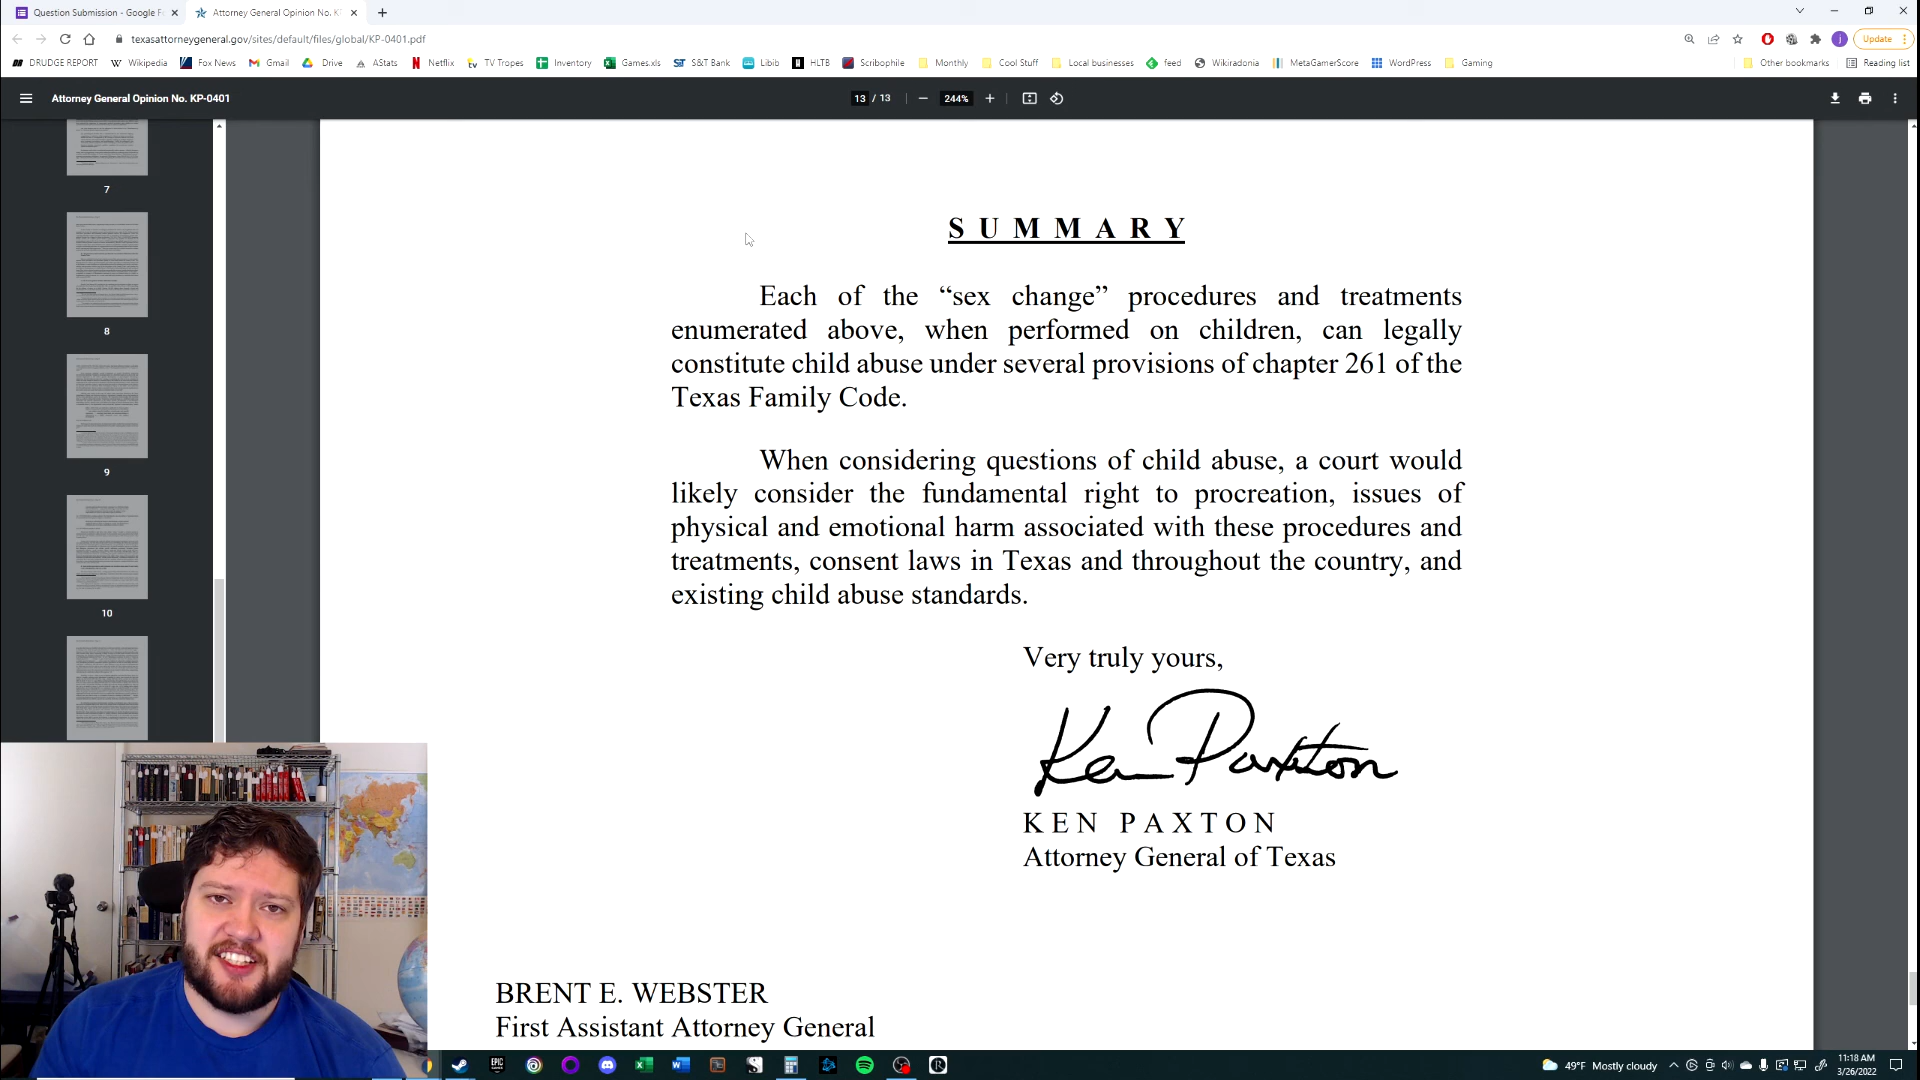 Question Submission - Google F
Attorney General Opinion No. K
texasattorneygeneral.gov/sites/default/files/global/KP-0401.pdf
Update
DRUDGE REPORT
Wikipedia
Fox News
Gmail
Drive
AStats
Netflix
TV Tropes
Inventory
Games.xls
S&T Bank
Libib
HLTB
Scribophile
Monthly
Cool Stuff
Local businesses
feed
Wikiradonia
MetaGamerScore
WordPress
Gaming
Other bookmarks
Reading list
Attorney General Opinion No. KP-0401
13 / 13
244%
7
8
9
10
SUMMARY
Each of the “sex change” procedures and treatments
enumerated above, when performed on children, can legally
constitute child abuse under several provisions of chapter 261 of the
Texas Family Code.
When considering questions of child abuse, a court would
likely consider the fundamental right to procreation, issues of
physical and emotional harm associated with these procedures and
treatments, consent laws in Texas and throughout the country, and
existing child abuse standards.
Very truly yours,
Ken Paxton
KEN PAXTON
Attorney General of Texas
BRENT E. WEBSTER
First Assistant Attorney General
49°F Mostly cloudy
11:18 AM
3/26/2022